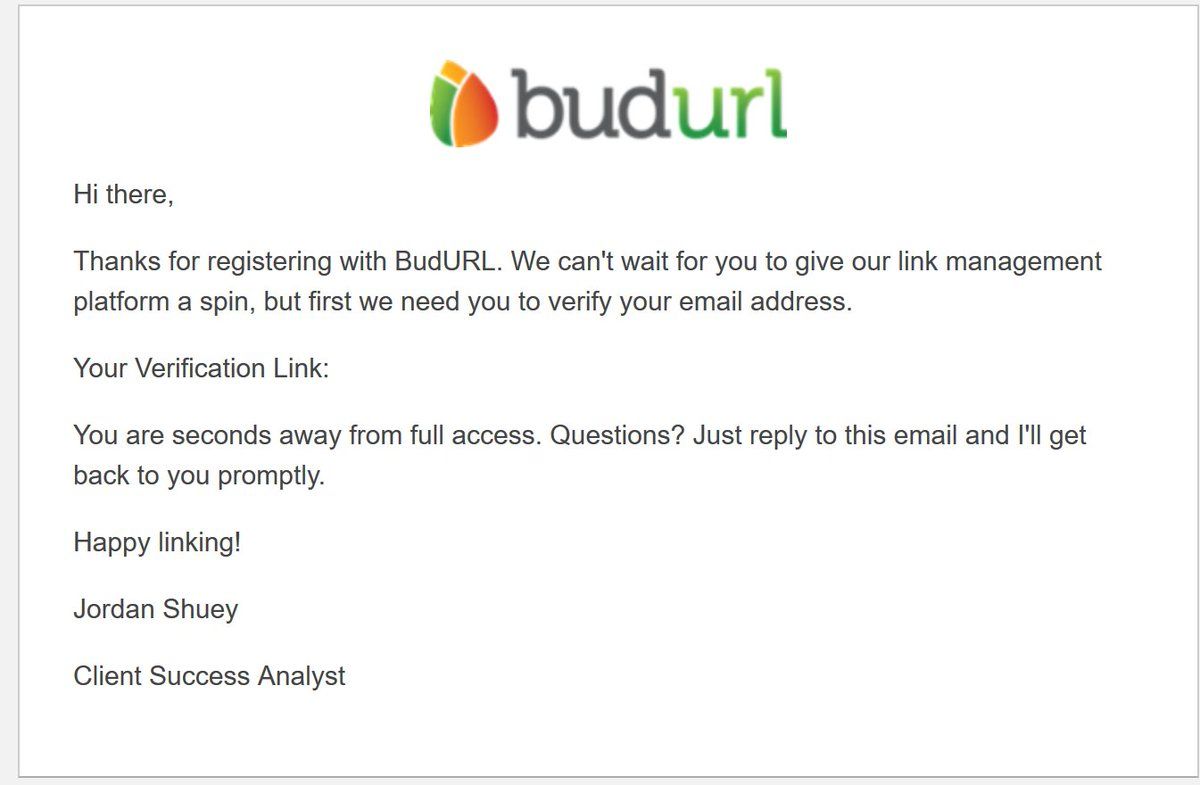 budurl
Hi there,
Thanks for registering with BudURL. We can't wait for you to give our link management
platform a spin, but first we need you to verify your email address.
Your Verification Link:
You are seconds away from full access. Questions? Just reply to this email and I'll get
back to you promptly.
Happy linking!
Jordan Shuey
Client Success Analyst